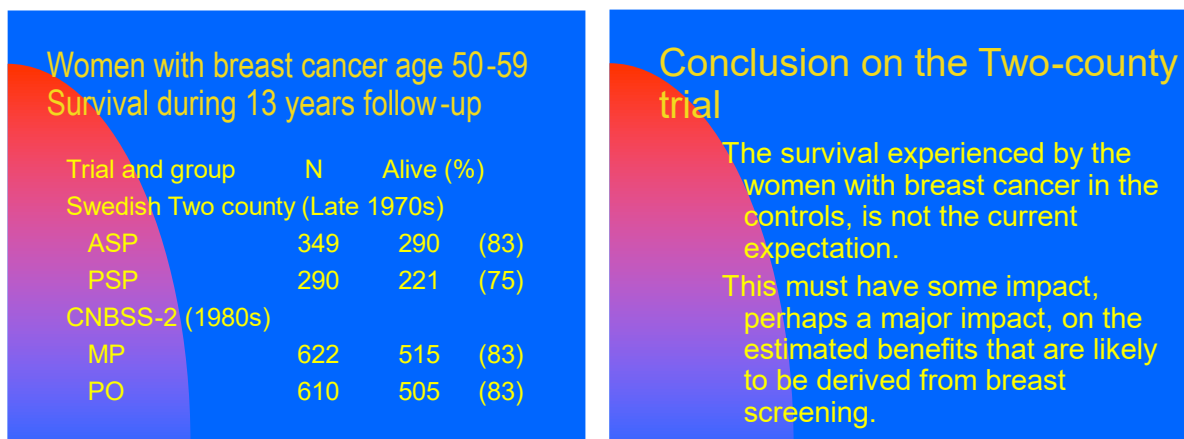 Women with breast cancer age 50-59
Survival during 13 years follow-up
Trial and group N Alive (%)
Swedish Two county (Late 1970s)
ASP 349 290 (83)
PSP 290 221 (75)
CNBSS-2 (1980s)
MP 622 515 (83)
PO 610 505 (83)
Conclusion on the Two-county
trial
The survival experienced by the
women with breast cancer in the
controls, is not the current
expectation.
This must have some impact,
perhaps a major impact, on the
estimated benefits that are likely
to be derived from breast
screening.